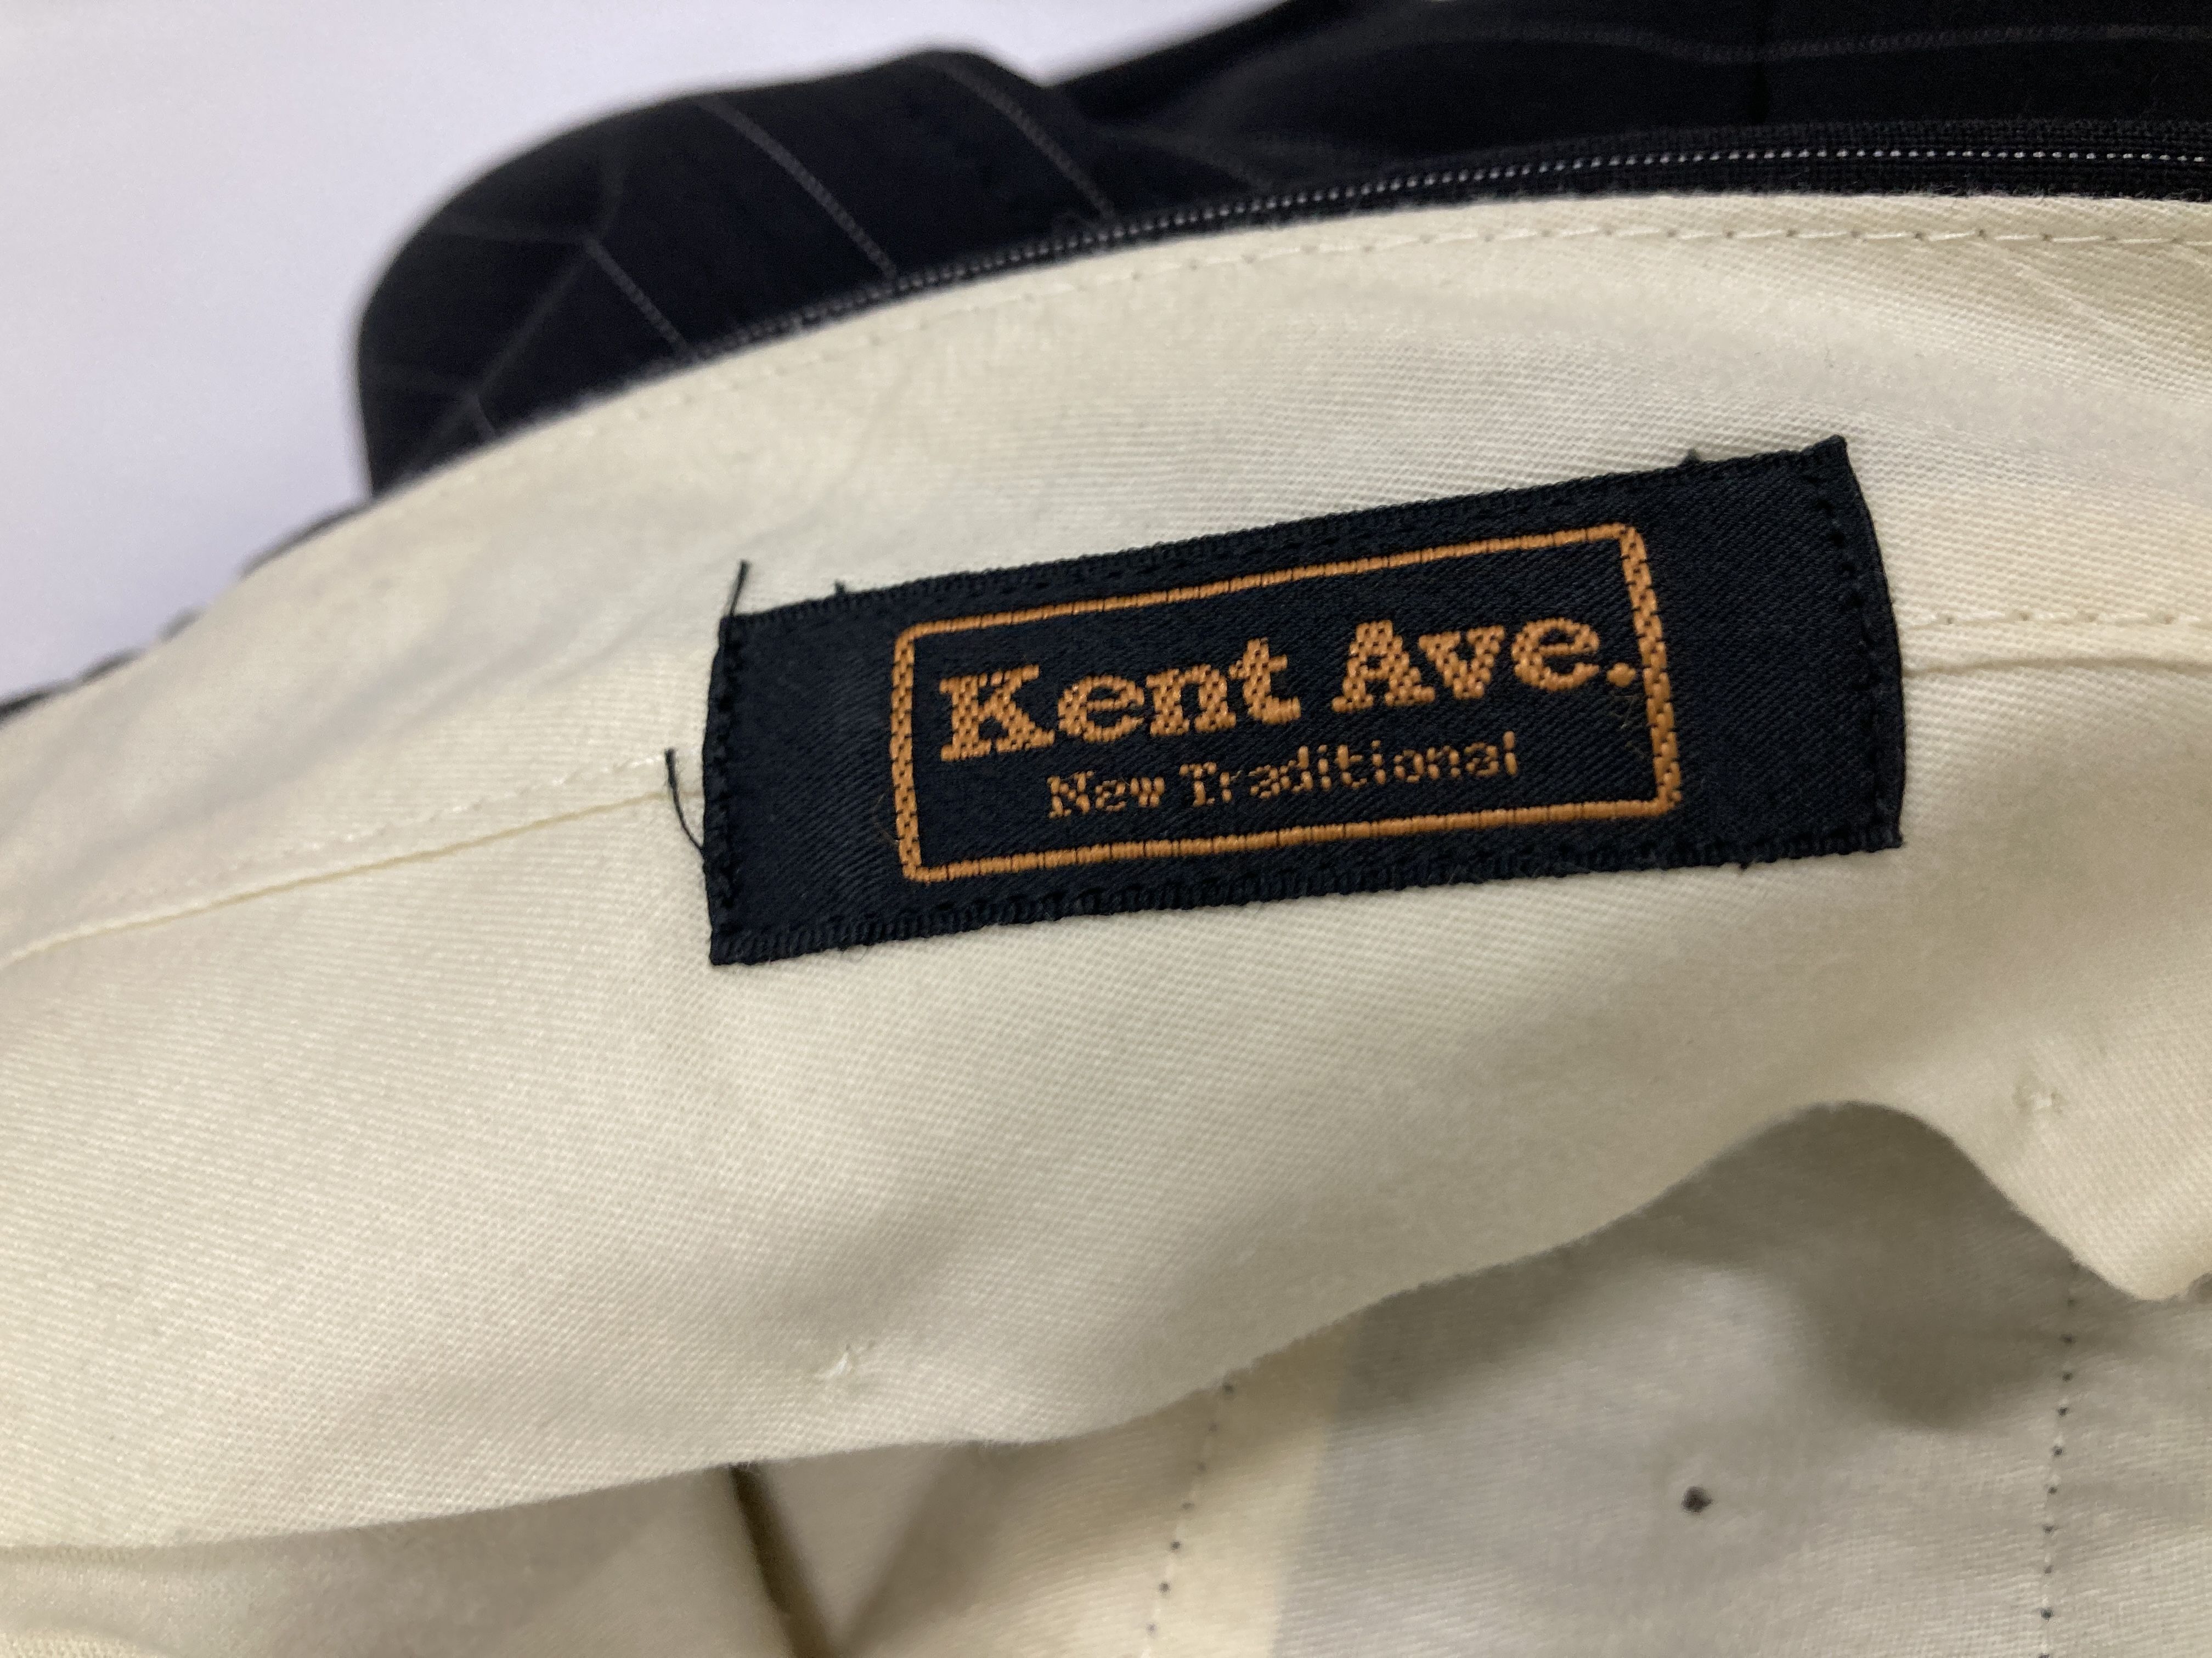 Kent Ave.
New Traditional